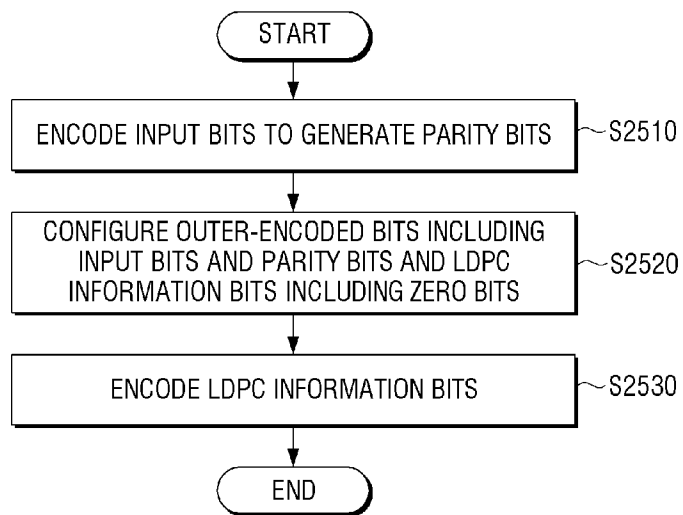 START
ENCODE INPUT BITS TO GENERATE PARITY BITS
S2510
CONFIGURE OUTER-ENCODED BITS INCLUDING
INPUT BITS AND PARITY BITS AND LDPC
INFORMATION BITS INCLUDING ZERO BITS
S2520
ENCODE LDPC INFORMATION BITS
S2530
END